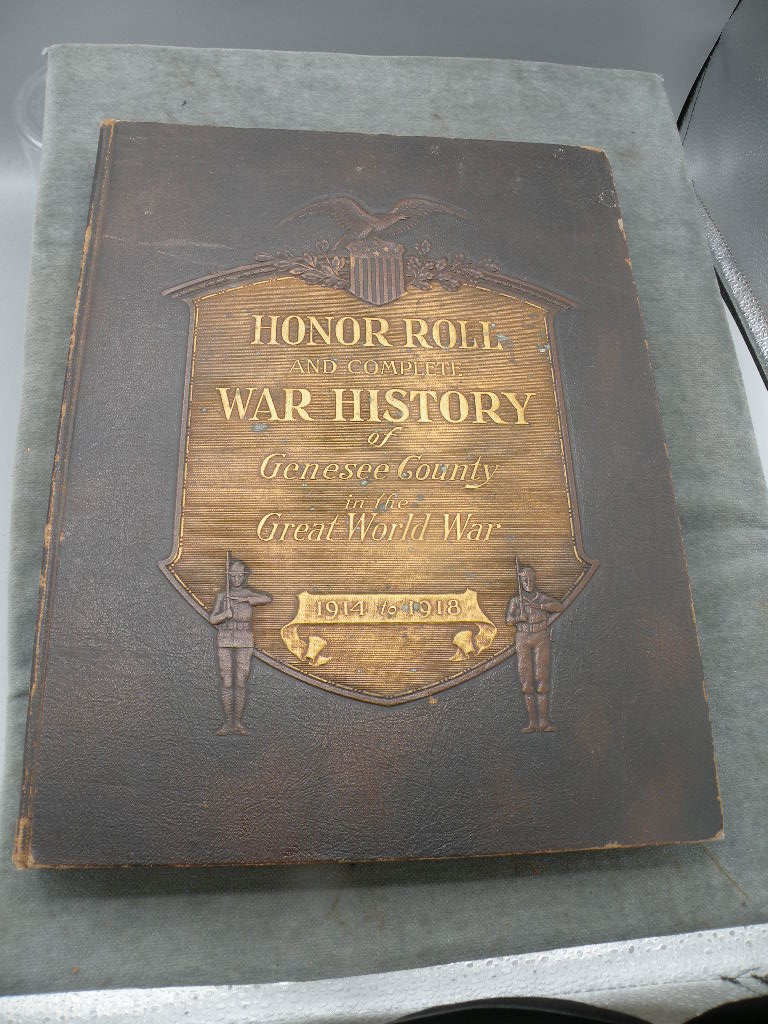 HONOR ROLL
AND COMPLETE
WAR HISTORY
of
Genesee County
in the
Great World War
1914 to 1918